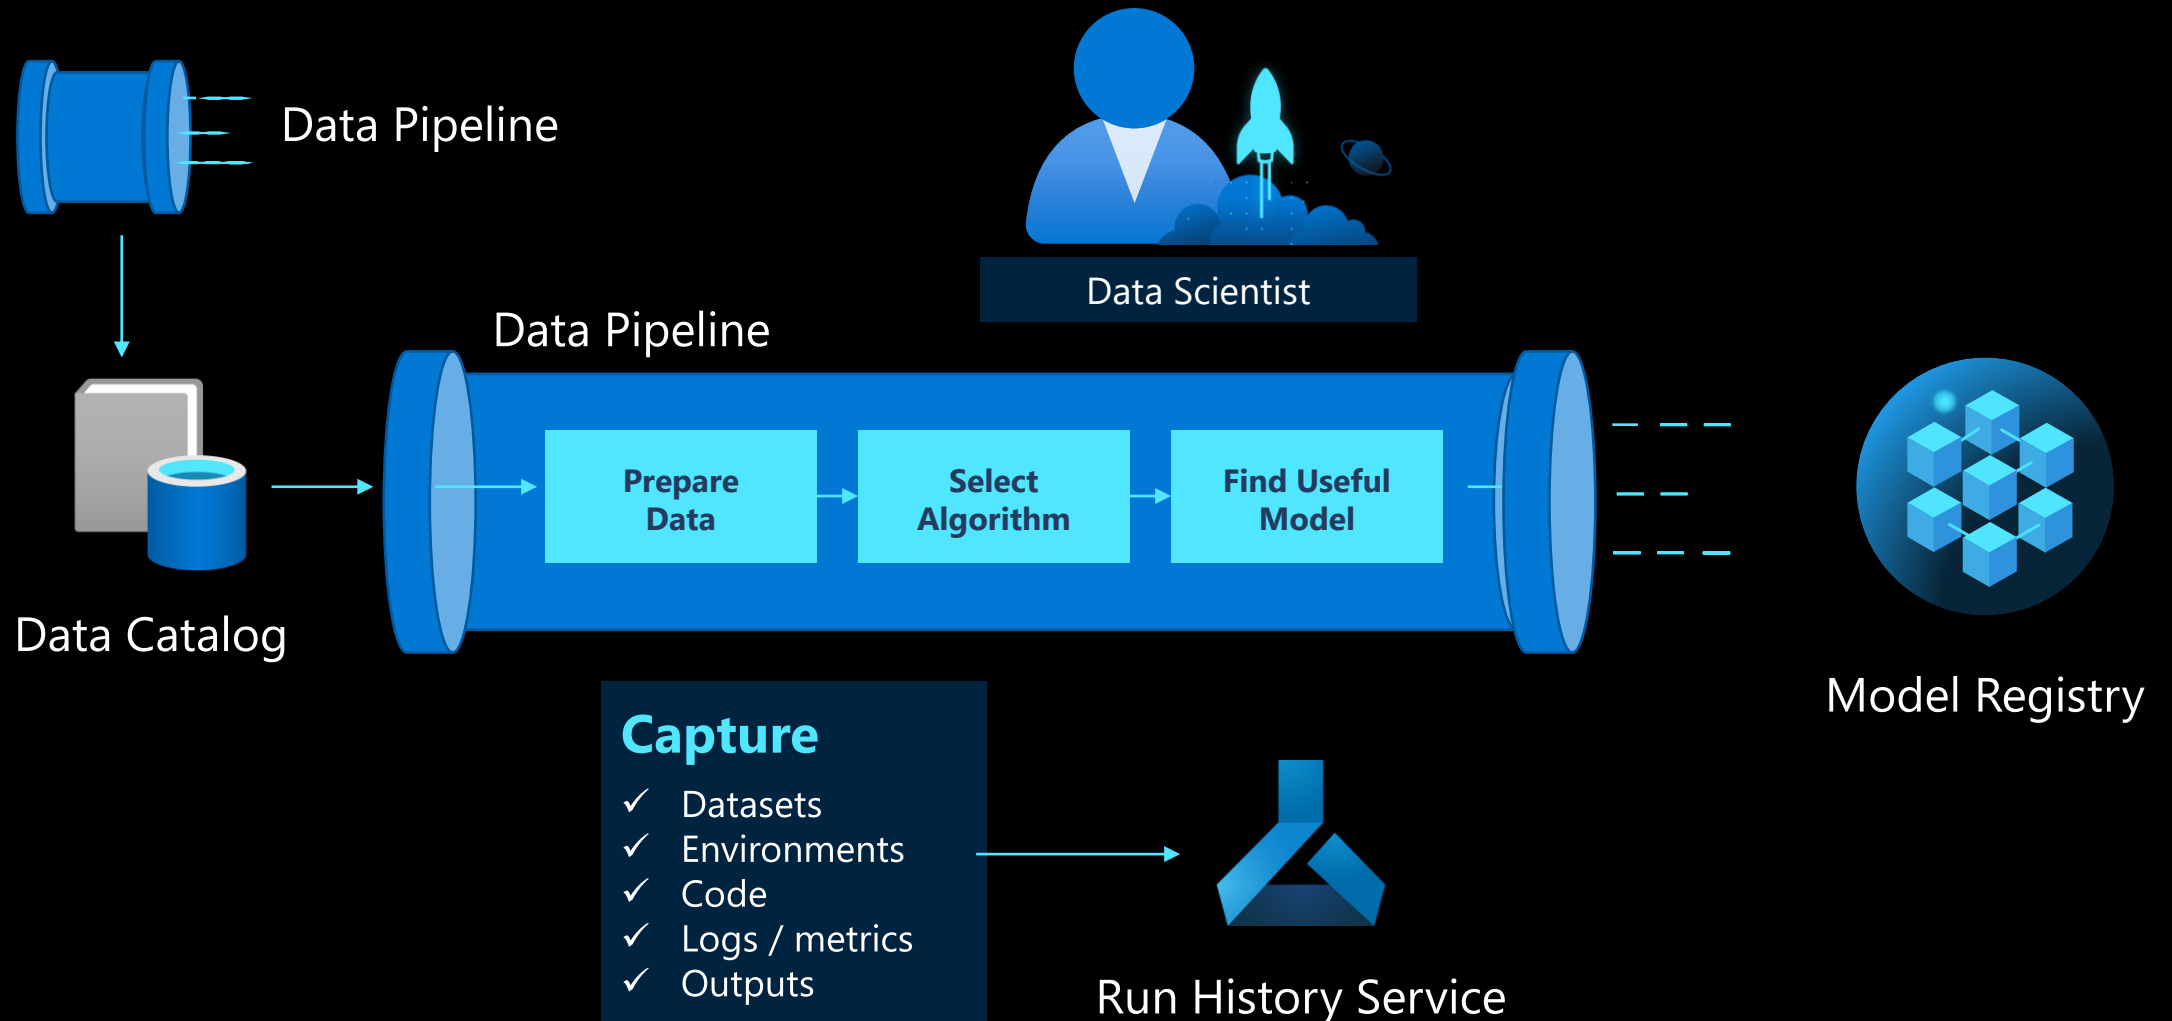 Data Pipeline
Data Scientist
Data Pipeline
Prepare
Data
Select
Algorithm
Find Useful
Model
Data Catalog
Model Registry
Capture
✓ Datasets
✓ Environments
✓ Code
✓ Logs / metrics
✓ Outputs
Run History Service